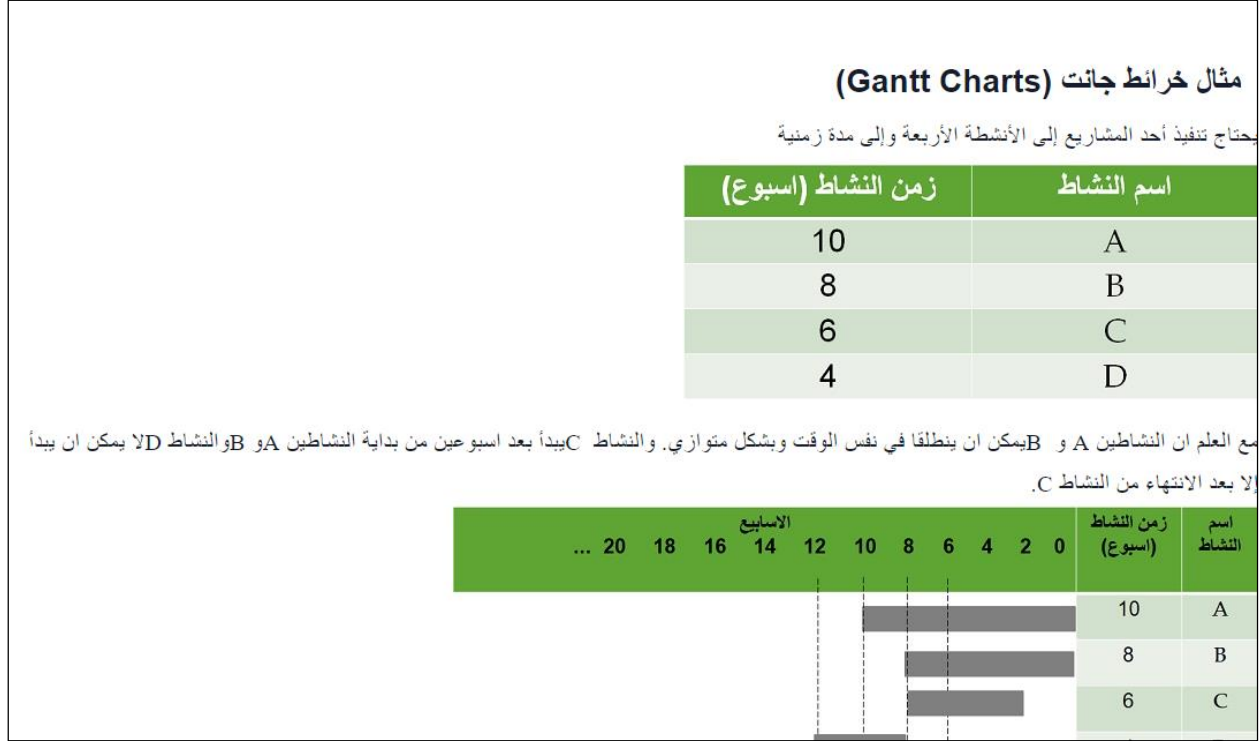 مثال خرائط جانت (Gantt Charts)
يحتاج تنفيذ أحد المشاريع إلى الأنشطة الأربعة وإلى مدة زمنية
اسم النشاط زمن النشاط (اسبوع)
A 10
B 8
C 6
D 4
مع العلم ان النشاطين A و Bيمكن ان ينطلقا في نفس الوقت وبشكل متوازي. والنشاط Cيبدأ بعد اسبوعين من بداية النشاطين Aو Bوالنشاط Dلا يمكن ان يبدأ
إلا بعد الانتهاء من النشاط C.
اسم النشاط زمن النشاط (اسبوع) الاسابيع
0 2 4 6 8 10 12 14 16 18 20 ...
A 10
B 8
C 6